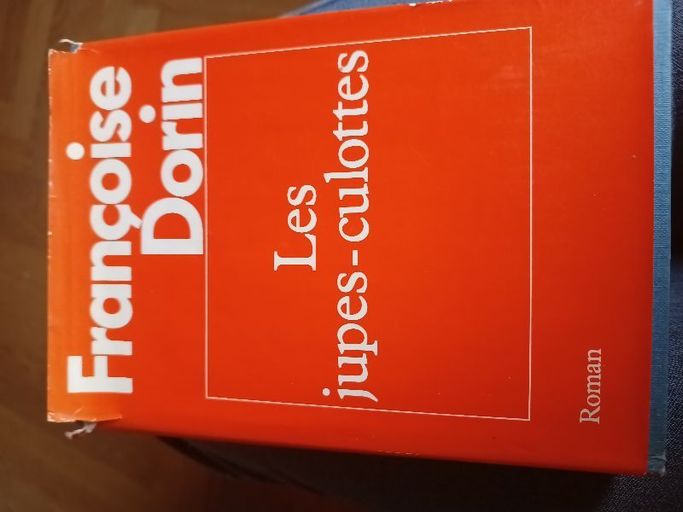 Françoise
Dorin
Les
jupes-culottes
Roman